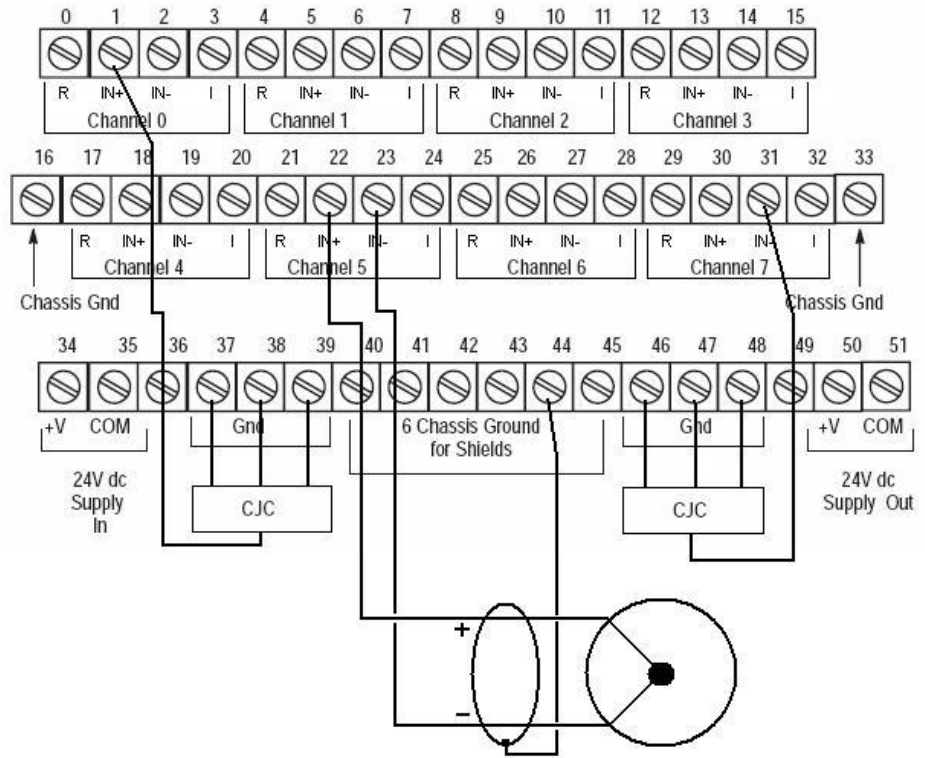 0 1 2 3 4 5 6 7 8 9 10 11 12 13 14 15
R IN+ IN- I R IN+ IN- I R IN+ IN- I R IN+ IN- I
Channel 0 Channel 1 Channel 2 Channel 3
16 17 18 19 20 21 22 23 24 25 26 27 28 29 30 31 32 33
R IN+ IN- I R IN+ IN- I R IN+ IN- I R IN+ IN- I
Channel 4 Channel 5 Channel 6 Channel 7
Chassis Gnd Chassis Gnd
34 35 36 37 38 39 40 41 42 43 44 45 46 47 48 49 50 51
+V COM Gnd 6 Chassis Ground Gnd +V COM
for Shields
24V dc 24V dc
Supply CJC CJC Supply Out
In
+
−